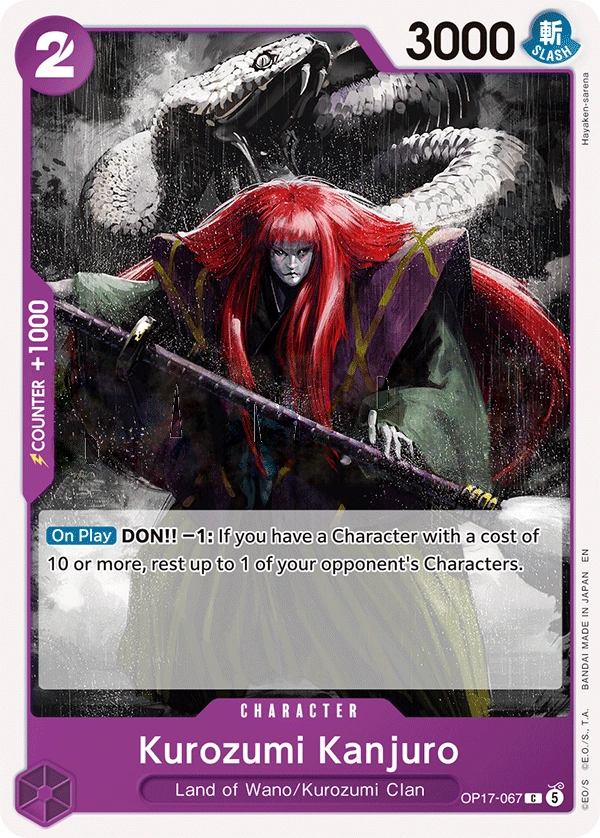 2
3000
斬
SLASH
Hayaken-sarena
COUNTER +1000
On Play DON!! −1: If you have a Character with a cost of
10 or more, rest up to 1 of your opponent's Characters.
CHARACTER
Kurozumi Kanjuro
Land of Wano/Kurozumi Clan
OP17-067 C 5
©E.O/S ©E.O./S., T.A. BANDAI MADE IN JAPAN EN